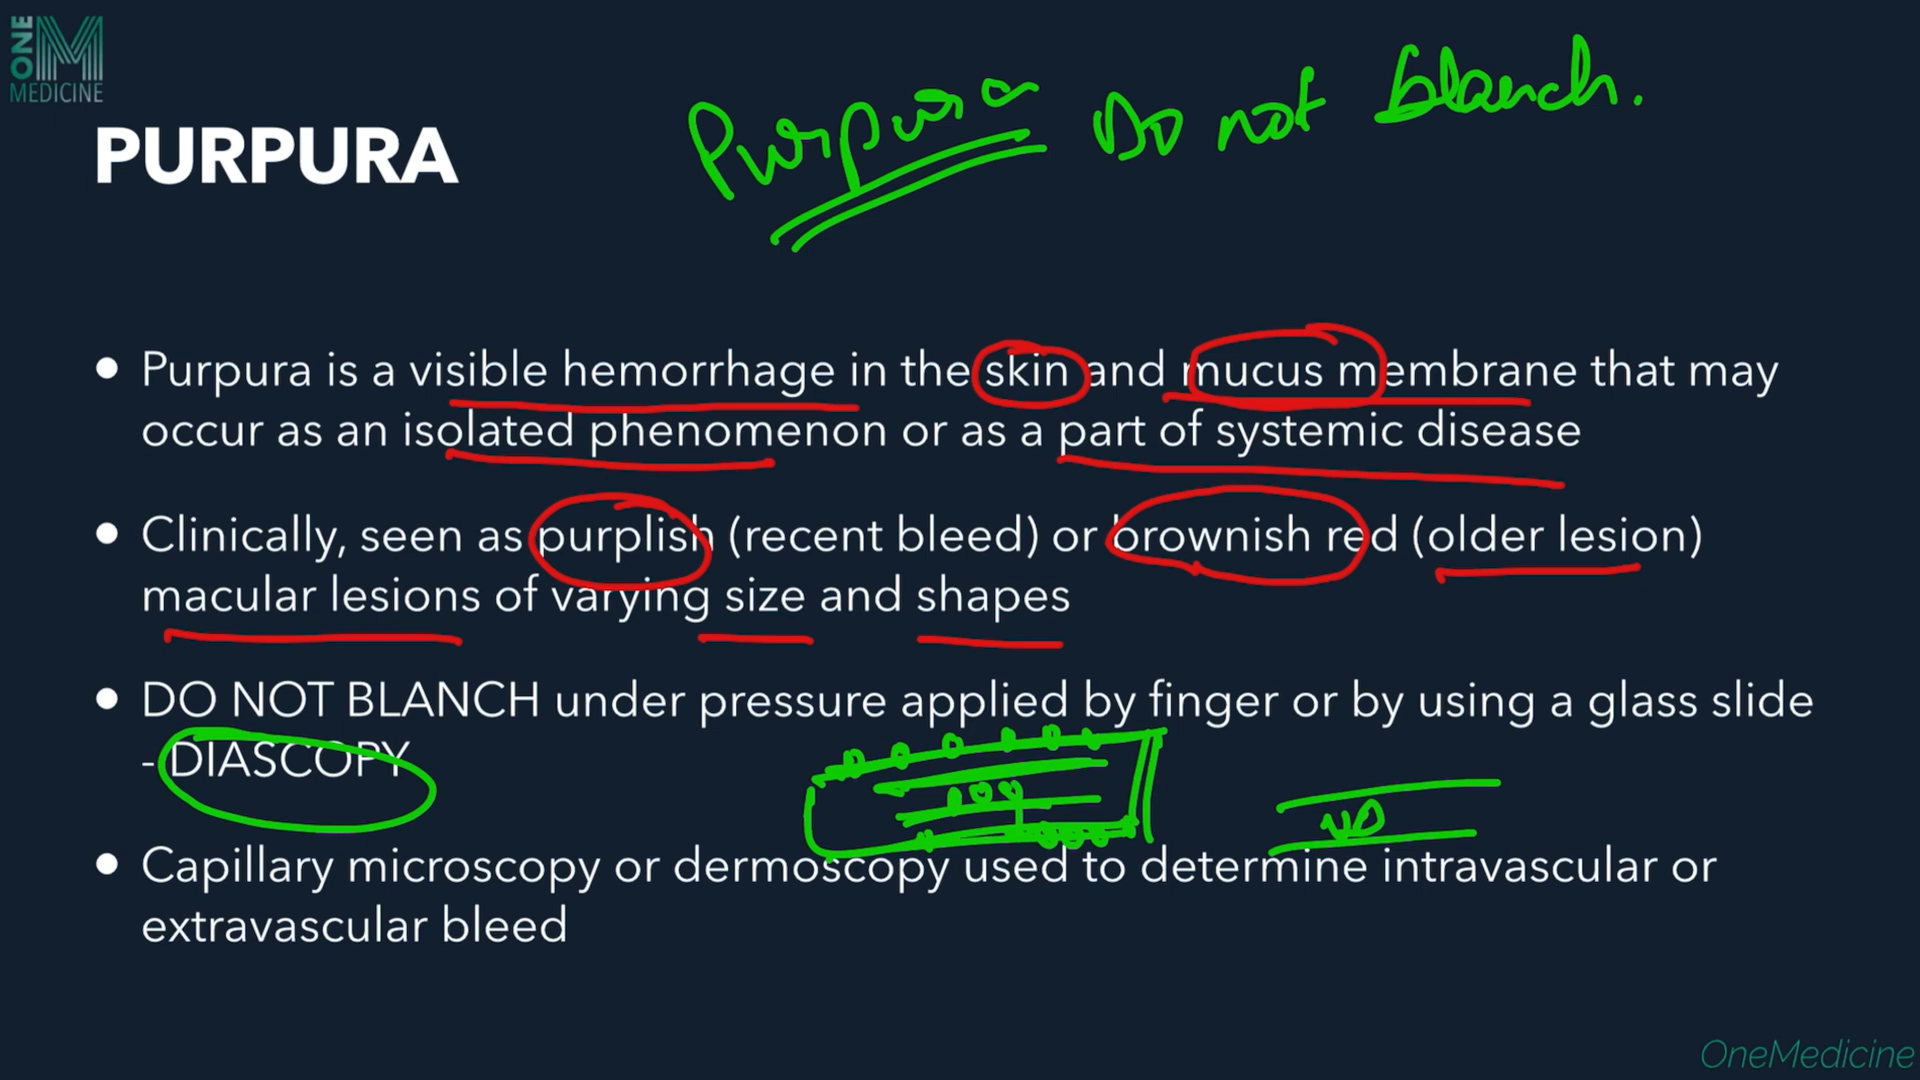 ONE
MEDICINE
PURPURA
Purpura Do not blanch.
• Purpura is a visible hemorrhage in the skin and mucus membrane that may
occur as an isolated phenomenon or as a part of systemic disease
• Clinically, seen as purplish (recent bleed) or brownish red (older lesion)
macular lesions of varying size and shapes
• DO NOT BLANCH under pressure applied by finger or by using a glass slide
- DIASCOPY
• Capillary microscopy or dermoscopy used to determine intravascular or
extravascular bleed
OneMedicine